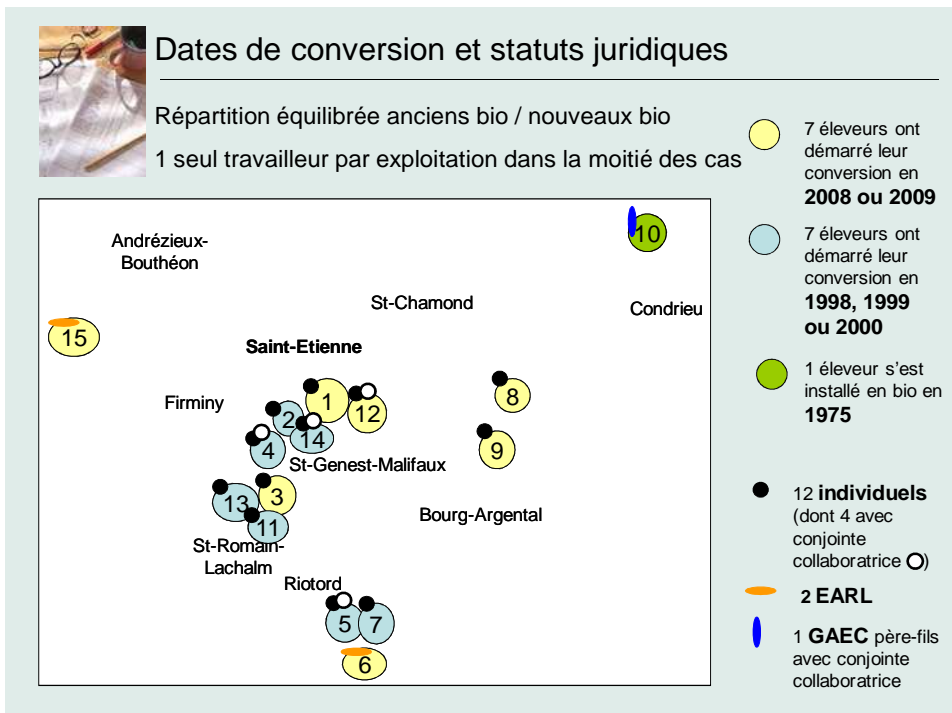 Dates de conversion et statuts juridiques
Répartition équilibrée anciens bio / nouveaux bio
1 seul travailleur par exploitation dans la moitié des cas
Andrézieux-
Bouthéon
10
St-Chamond
Condrieu
15
Saint-Etienne
Firminy
1
12
8
2
14
4
9
St-Genest-Malifaux
13
3
11
Bourg-Argental
St-Romain-
Lachalm
Riotord
5
7
6
7 éleveurs ont
démarré leur
conversion en
2008 ou 2009
7 éleveurs ont
démarré leur
conversion en
1998, 1999
ou 2000
1 éleveur s'est
installé en bio en
1975
12 individuels
(dont 4 avec
conjointe
collaboratrice )
2 EARL
1 GAEC père-fils
avec conjointe
collaboratrice